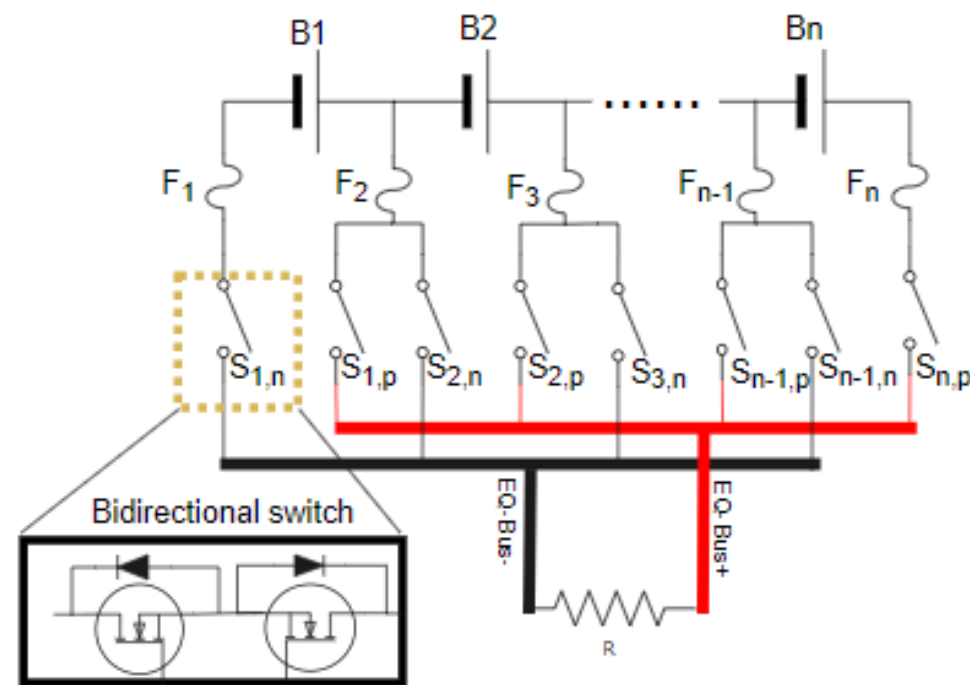 B1 B2 Bn
F1 F2 F3 Fn-1 Fn
S1,n S1,p S2,n S2,p S3,n Sn-1,p Sn-1,n Sn,p
EQ-Bus-
EQ-Bus+
Bidirectional switch
R